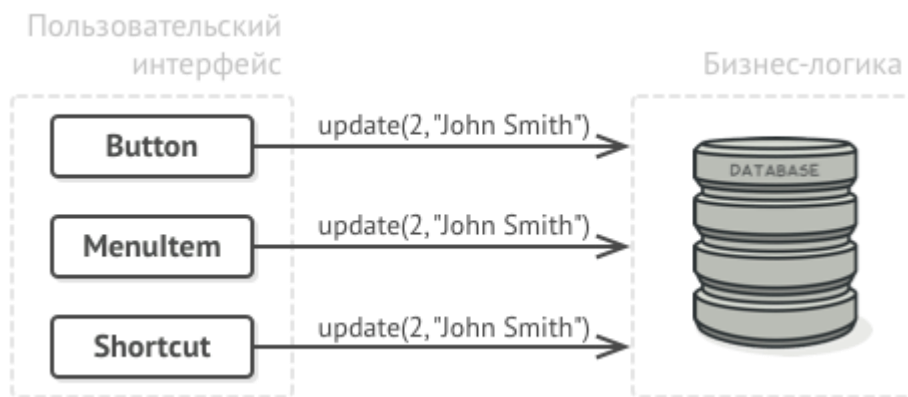 Пользовательский
интерфейс
Бизнес-логика
update(2,"John Smith")
Button
DATABASE
update(2,"John Smith")
MenuItem
update(2,"John Smith")
Shortcut